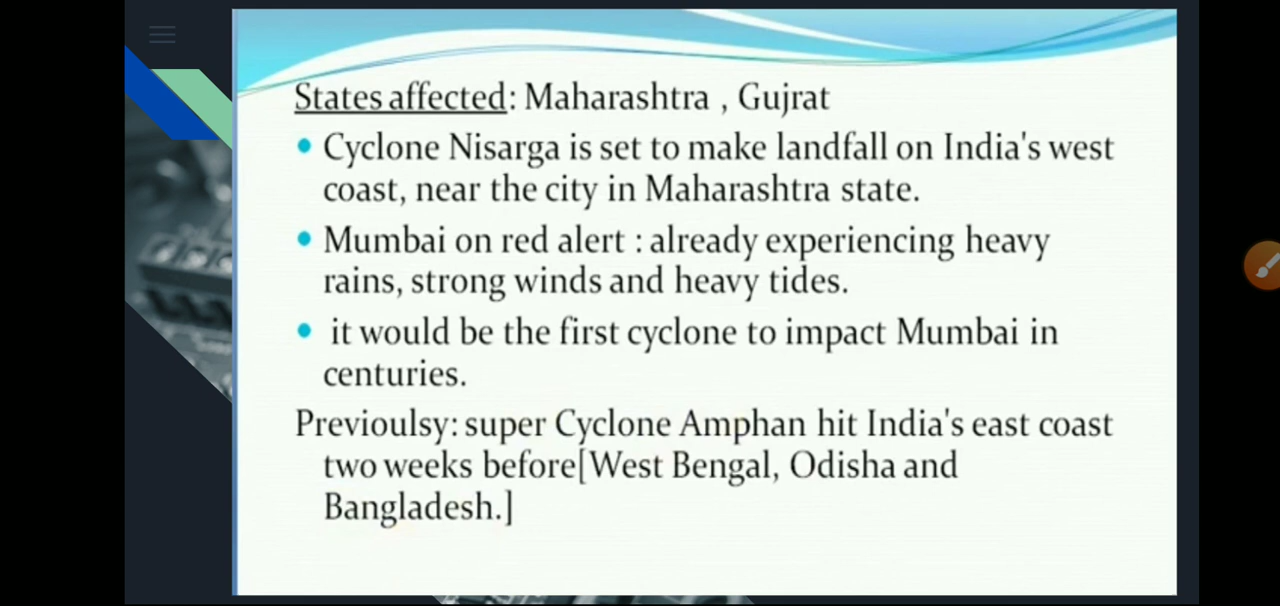 States affected: Maharashtra , Gujrat
Cyclone Nisarga is set to make landfall on India's west
coast, near the city in Maharashtra state.
Mumbai on red alert : already experiencing heavy
rains, strong winds and heavy tides.
it would be the first cyclone to impact Mumbai in
centuries.
Previoulsy: super Cyclone Amphan hit India's east coast
two weeks before[West Bengal, Odisha and
Bangladesh.]